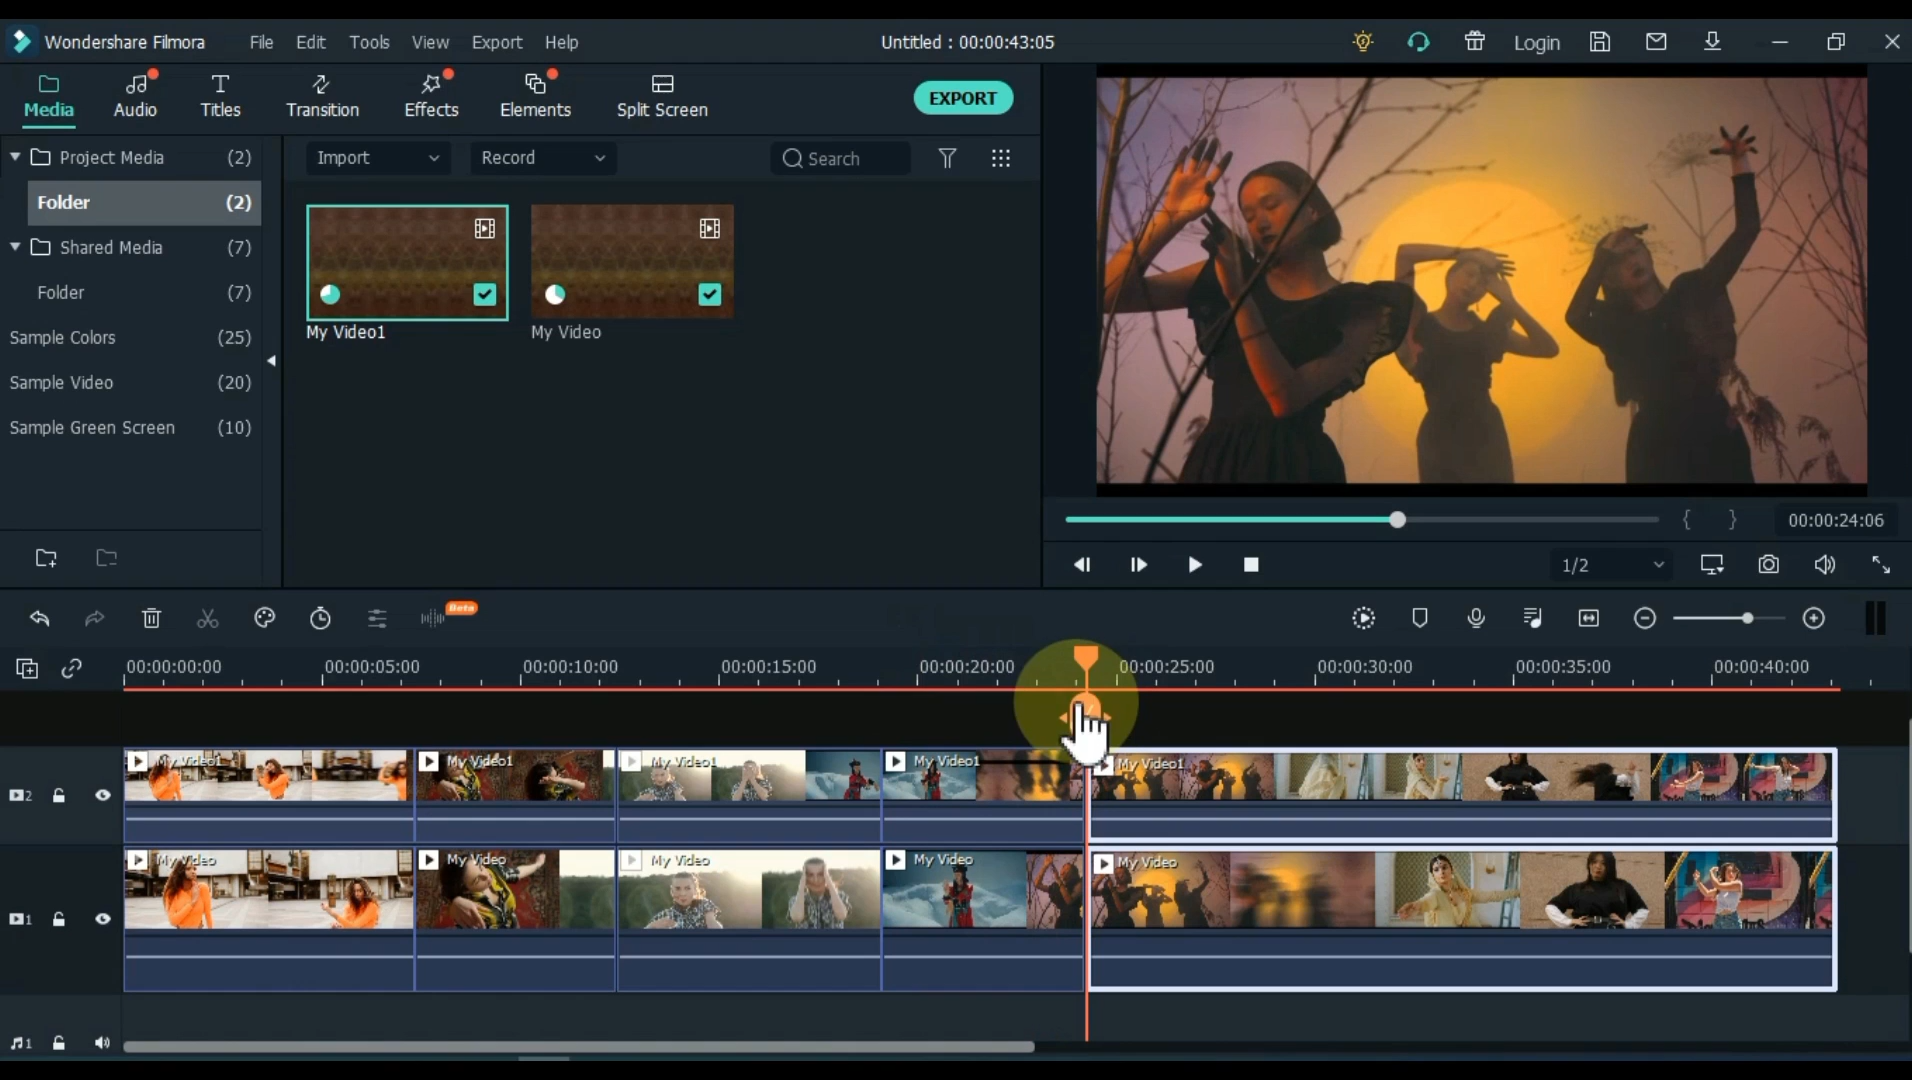 Wondershare Filmora File Edit Tools View Export Help Untitled : 00:00:43:05 Login
Media Audio Titles Transition Effects Elements Split Screen EXPORT
Project Media (2)
Folder (2)
Shared Media (7)
Folder (7)
Sample Colors (25)
Sample Video (20)
Sample Green Screen (10)
Import Record Search
My Video1 My Video
00:00:24:06
1/2
Beta
00:00:00:00 00:00:05:00 00:00:10:00 00:00:15:00 00:00:20:00 00:00:25:00 00:00:30:00 00:00:35:00 00:00:40:00
My Video1 My Video1 My Video1 My Video1 My Video1
2
My Video My Video My Video My Video My Video
1
1